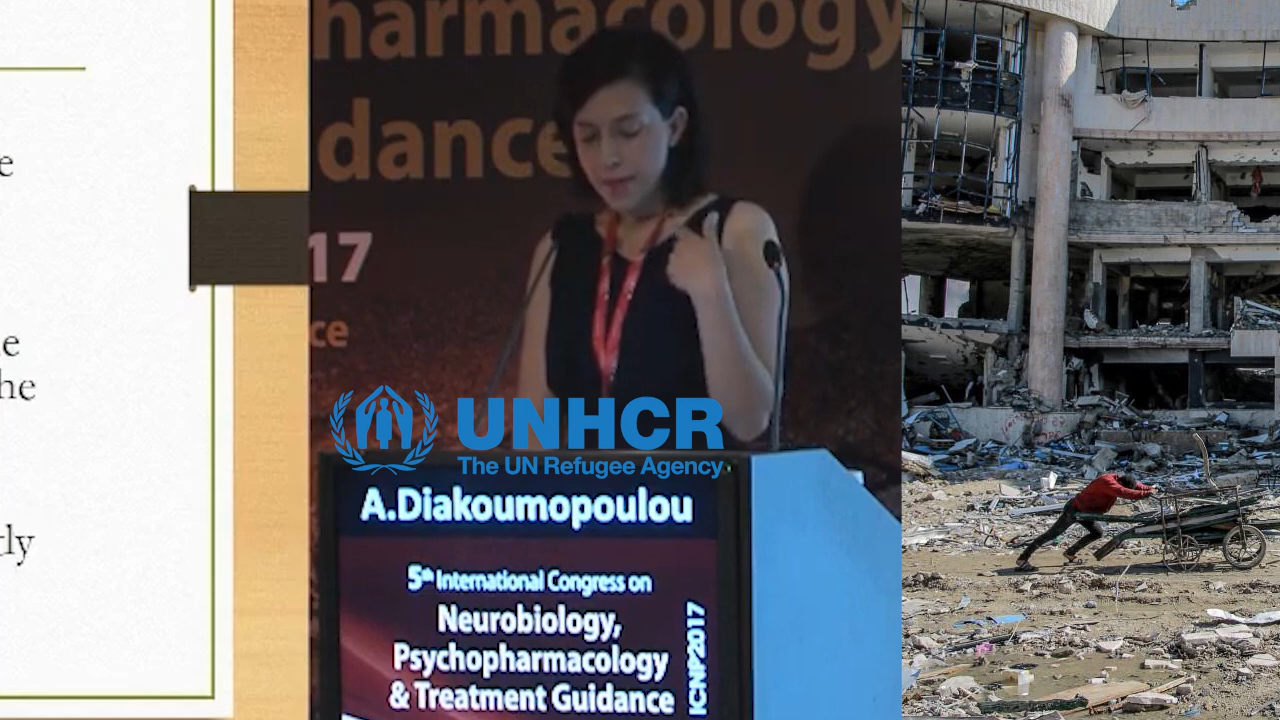 e
e
he
tly
harmacology
dance
17
ce
UNHCR
The UN Refugee Agency
A.Diakoumopoulou
5th International Congress on
Neurobiology,
Psychopharmacology
& Treatment Guidance
ICNP2017